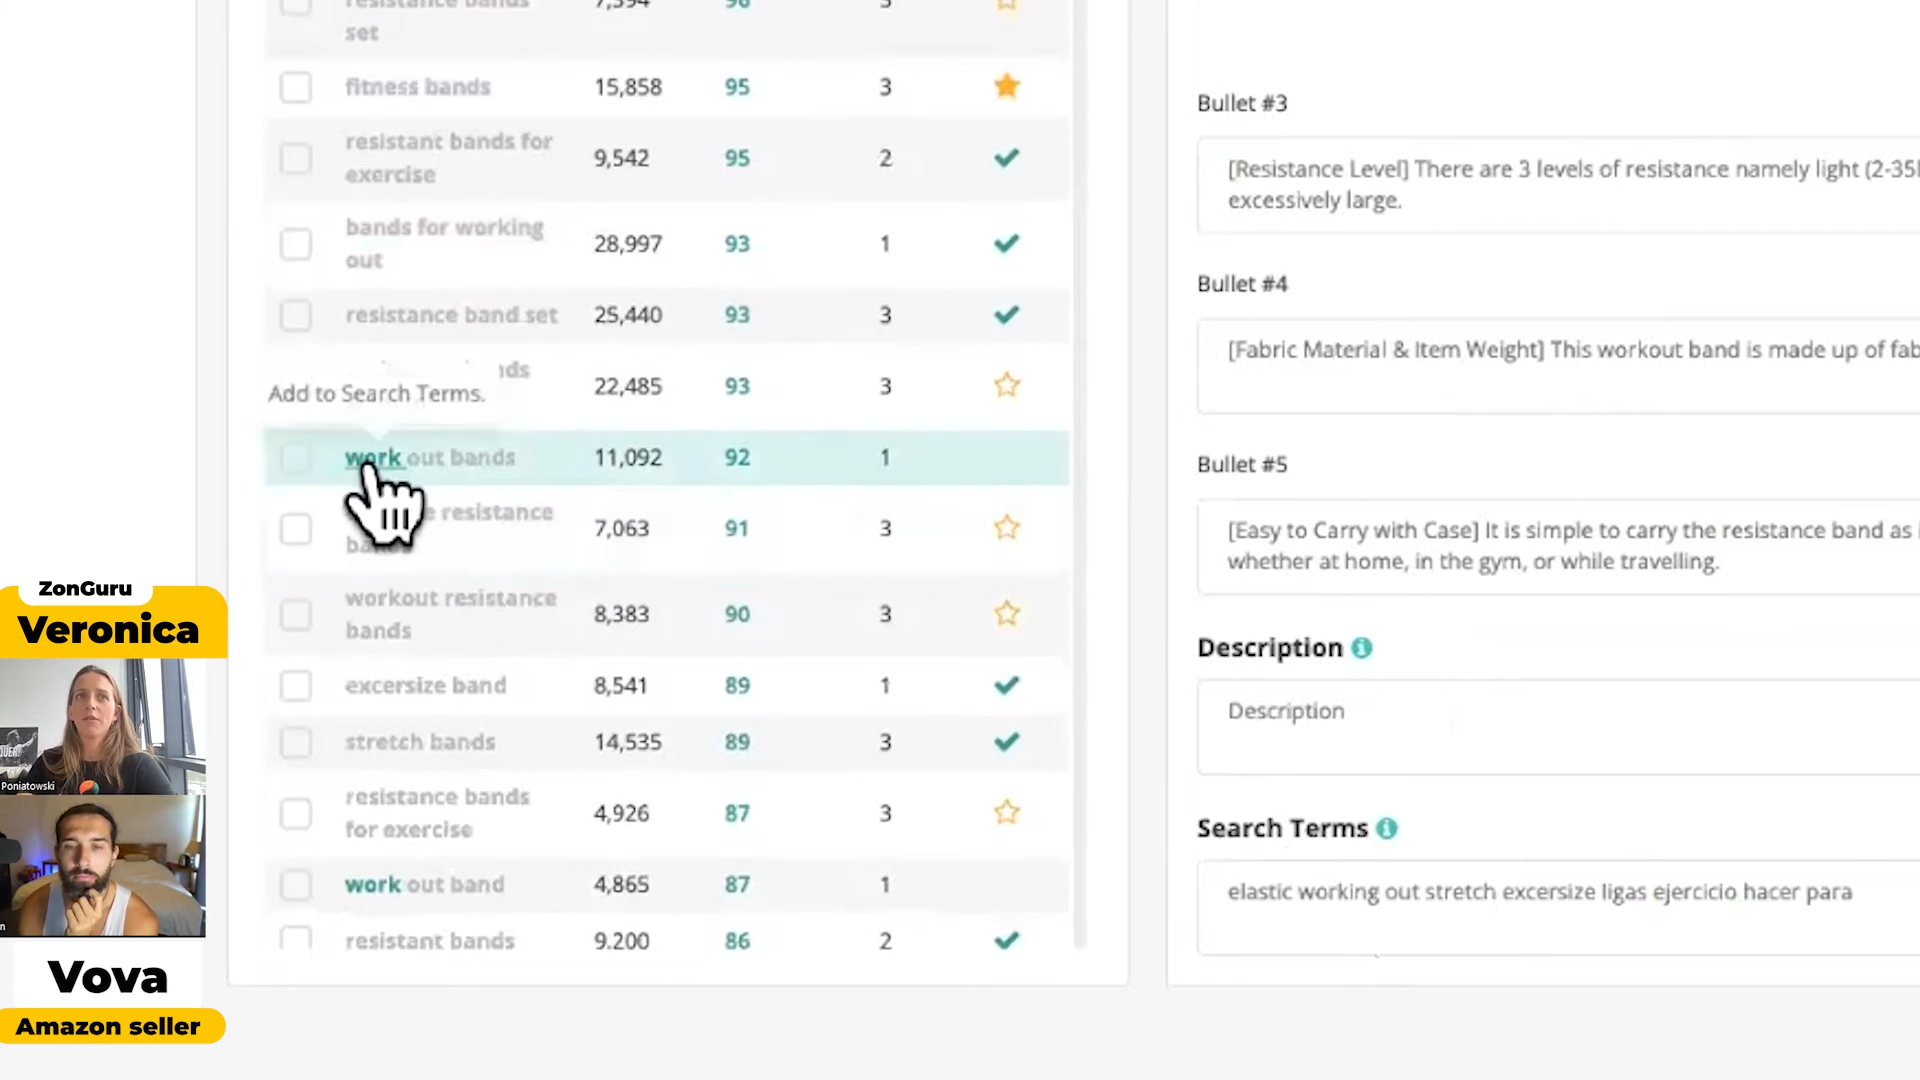 resistance bands 7,394 96 3
set
fitness bands 15,858 95 3
resistant bands for
exercise 9,542 95 2
bands for working
out 28,997 93 1
resistance band set 25,440 93 3
22,485 93 3
Add to Search Terms.
work out bands 11,092 92 1
resistance 7,063 91 3
workout resistance
bands 8,383 90 3
excersize band 8,541 89 1
stretch bands 14,535 89 3
resistance bands
for exercise 4,926 87 3
work out band 4,865 87 1
resistant bands 9.200 86 2
Bullet #3
[Resistance Level] There are 3 levels of resistance namely light (2-35l
excessively large.
Bullet #4
[Fabric Material & Item Weight] This workout band is made up of fab
Bullet #5
[Easy to Carry with Case] It is simple to carry the resistance band as i
whether at home, in the gym, or while travelling.
Description
Description
Search Terms
elastic working out stretch excersize ligas ejercicio hacer para
ZonGuru
Veronica
Poniatowski
Vova
Amazon seller